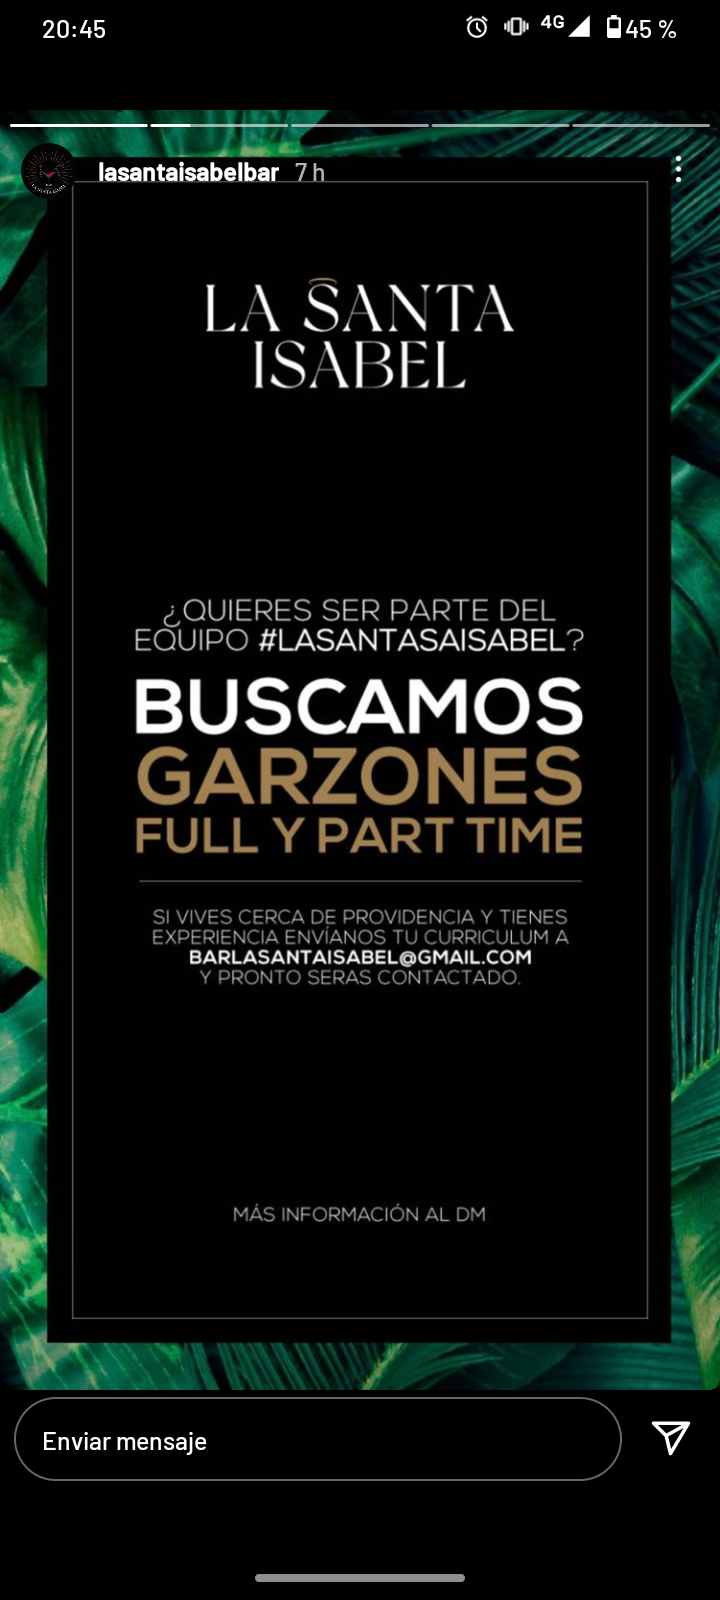 20:45
4G
45 %
lasantaisabelbar 7 h
LA SANTA
ISABEL
¿QUIERES SER PARTE DEL
EQUIPO #LASANTASAISABEL?
BUSCAMOS
GARZONES
FULL Y PART TIME
SI VIVES CERCA DE PROVIDENCIA Y TIENES
EXPERIENCIA ENVÍANOS TU CURRICULUM A
BARLASANTAISABEL@GMAIL.COM
Y PRONTO SERAS CONTACTADO.
MÁS INFORMACIÓN AL DM
Enviar mensaje